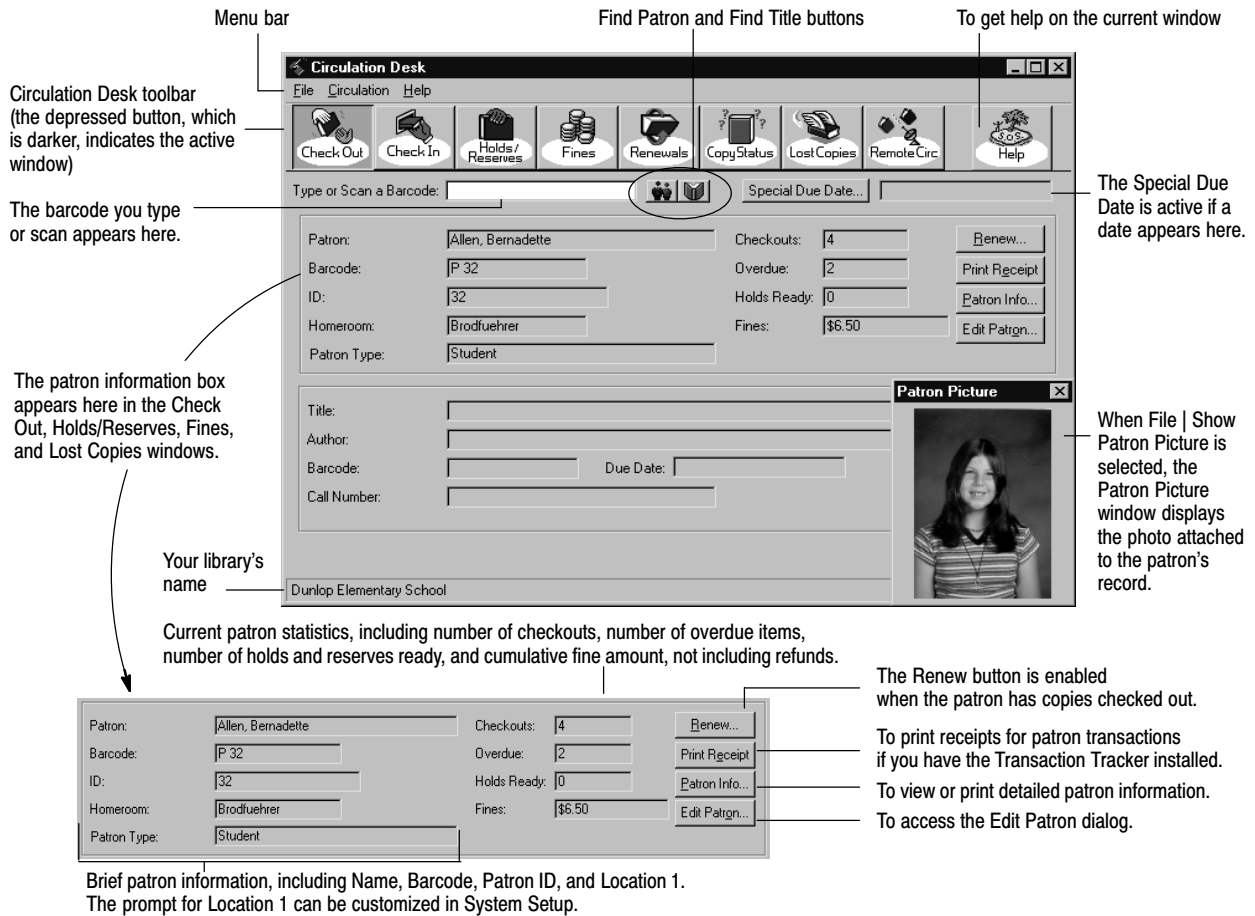 Menu bar
Find Patron and Find Title buttons
To get help on the current window
Circulation Desk toolbar
(the depressed button, which
is darker, indicates the active
window)
The barcode you type
or scan appears here.
Circulation Desk
File Circulation Help
Check Out
Check In
Holds/
Reserves
Fines
Renewals
Copy Status
Lost Copies
Remote Circ
S.O.S.
Help
Type or Scan a Barcode:
Special Due Date...
The Special Due
Date is active if a
date appears here.
Patron: Allen, Bernadette Checkouts: 4 Renew...
Barcode: P 32 Overdue: 2 Print Receipt
ID: 32 Holds Ready: 0 Patron Info...
Homeroom: Brodfuehrer Fines: $6.50 Edit Patron...
Patron Type: Student
The patron information box
appears here in the Check
Out, Holds/Reserves, Fines,
and Lost Copies windows.
Title:
Author:
Barcode: Due Date:
Call Number:
Patron Picture
When File | Show
Patron Picture is
selected, the
Patron Picture
window displays
the photo attached
to the patron's
record.
Your library's
name
Dunlop Elementary School
Current patron statistics, including number of checkouts, number of overdue items,
number of holds and reserves ready, and cumulative fine amount, not including refunds.
Patron: Allen, Bernadette Checkouts: 4 Renew...
Barcode: P 32 Overdue: 2 Print Receipt
ID: 32 Holds Ready: 0 Patron Info...
Homeroom: Brodfuehrer Fines: $6.50 Edit Patron...
Patron Type: Student
The Renew button is enabled
when the patron has copies checked out.
To print receipts for patron transactions
if you have the Transaction Tracker installed.
To view or print detailed patron information.
To access the Edit Patron dialog.
Brief patron information, including Name, Barcode, Patron ID, and Location 1.
The prompt for Location 1 can be customized in System Setup.